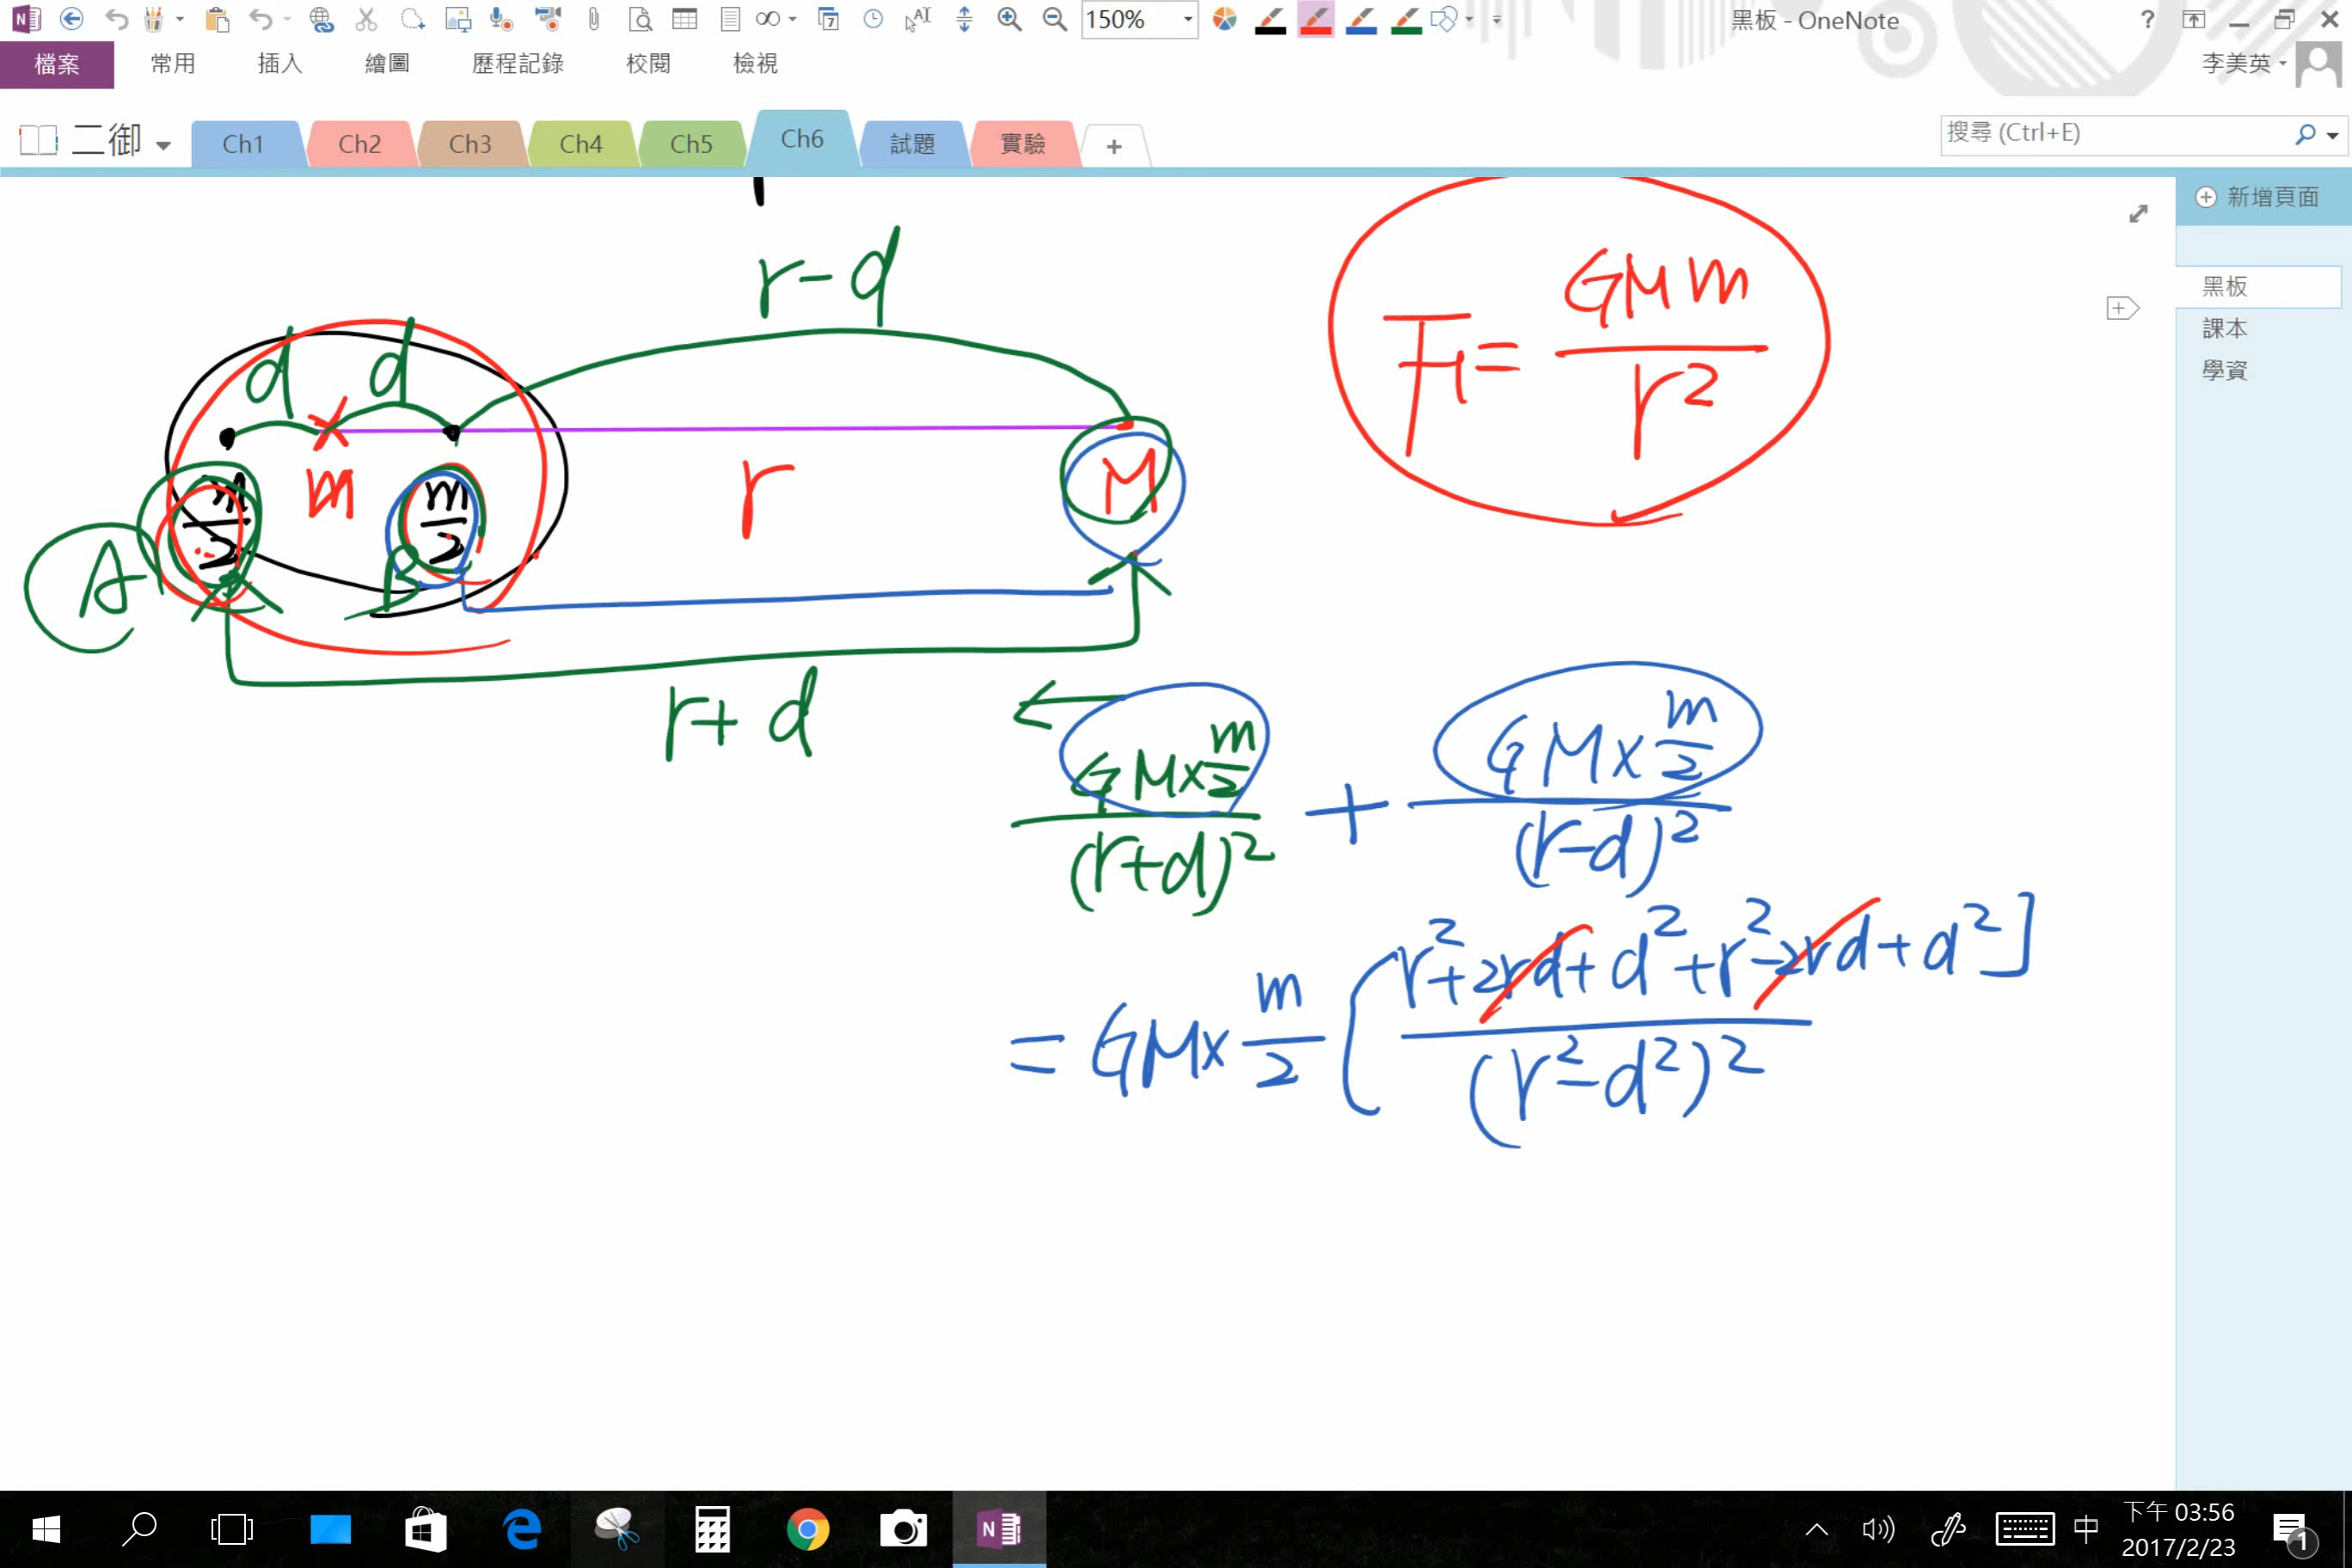 150%
黑板 - OneNote
?
檔案 常用 插入 繪圖 歷程記錄 校閱 檢視
李美英
二御 Ch1 Ch2 Ch3 Ch4 Ch5 Ch6 試題 實驗 +
搜尋 (Ctrl+E)
新增頁面
黑板
課本
學資
r-d
F1= GMm / r²
d d
m/2 m m/2 r M
A B
r+d
GM×m/2 / (r+d)² + GM×m/2 / (r-d)²
= GM×m/2 [r²+2rd+d²+r²-2rd+d²] / (r²-d²)²
中
下午 03:56
2017/2/23
1